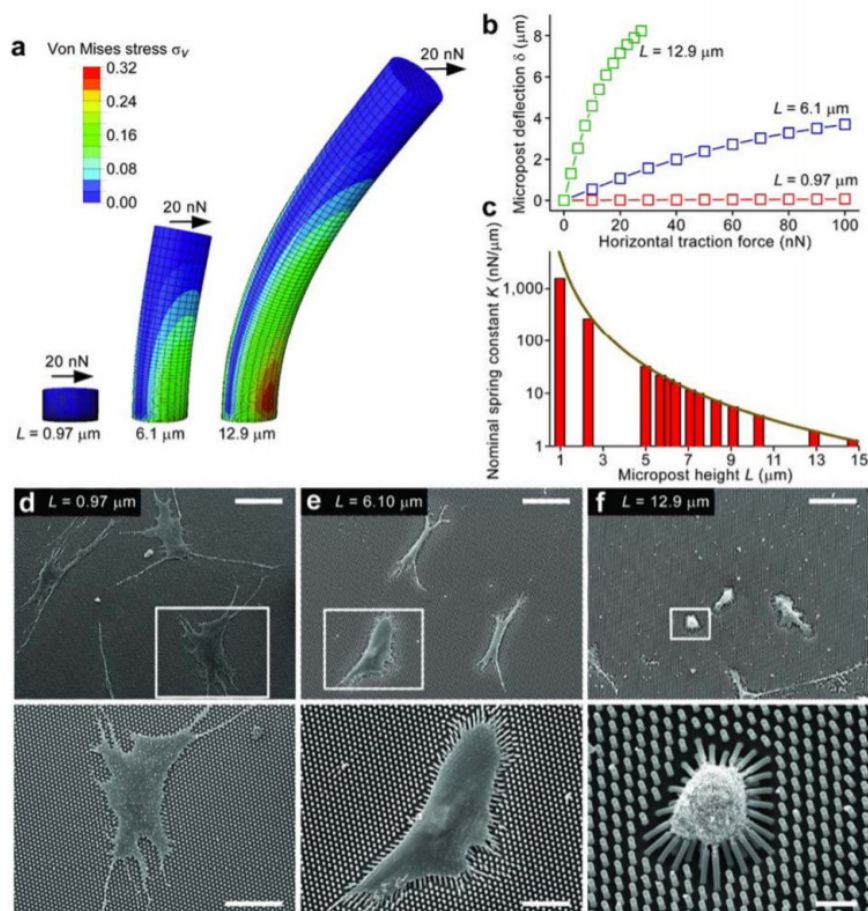 a
Von Mises stress σV
0.32
0.24
0.16
0.08
0.00
20 nN
20 nN
20 nN
L = 0.97 μm
6.1 μm
12.9 μm
b
Micropost deflection δ (μm)
8
6
4
2
0
L = 12.9 μm
L = 6.1 μm
L = 0.97 μm
0 20 40 60 80 100
Horizontal traction force (nN)
c
Nominal spring constant K (nN/μm)
1,000
100
10
1
1 3 5 7 9 11 13 15
Micropost height L (μm)
d L = 0.97 μm
e L = 6.10 μm
f L = 12.9 μm